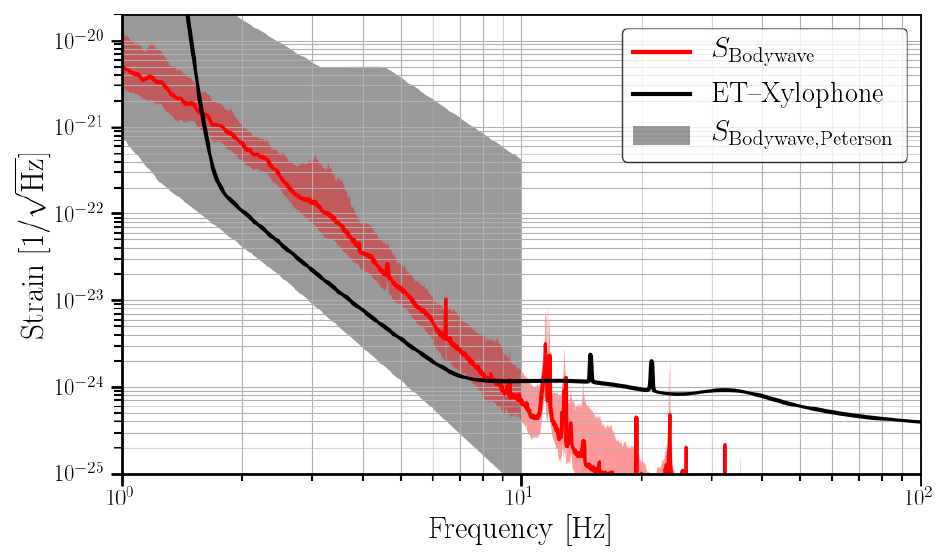 S_Bodywave
ET–Xylophone
S_Bodywave,Peterson
10^−20
10^−21
10^−22
10^−23
10^−24
10^−25
Strain [1/√Hz]
10^0
10^1
10^2
Frequency [Hz]